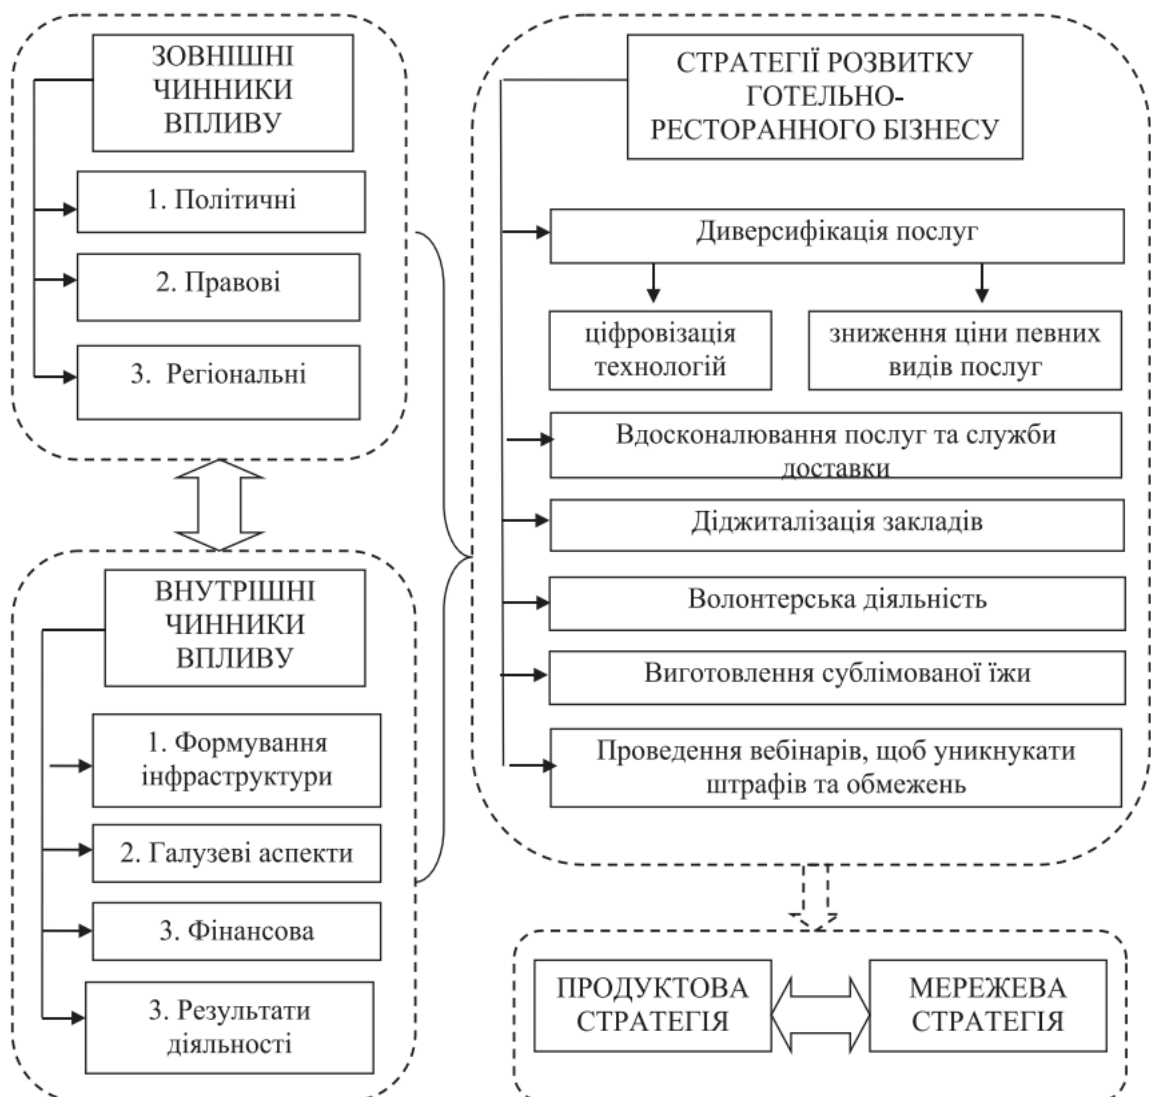 ЗОВНІШНІ
ЧИННИКИ
ВПЛИВУ
1. Політичні
2. Правові
3. Регіональні
ВНУТРІШНІ
ЧИННИКИ
ВПЛИВУ
1. Формування
інфраструктури
2. Галузеві аспекти
3. Фінансова
3. Результати
діяльності
СТРАТЕГІЇ РОЗВИТКУ
ГОТЕЛЬНО-
РЕСТОРАННОГО БІЗНЕСУ
Диверсифікація послуг
ціфровізація
технологій
зниження ціни певних
видів послуг
Вдосконалювання послуг та служби
доставки
Діджиталізація закладів
Волонтерська діяльність
Виготовлення сублімованої їжи
Проведення вебінарів, щоб уникнукати
штрафів та обмежень
ПРОДУКТОВА
СТРАТЕГІЯ
МЕРЕЖЕВА
СТРАТЕГІЯ